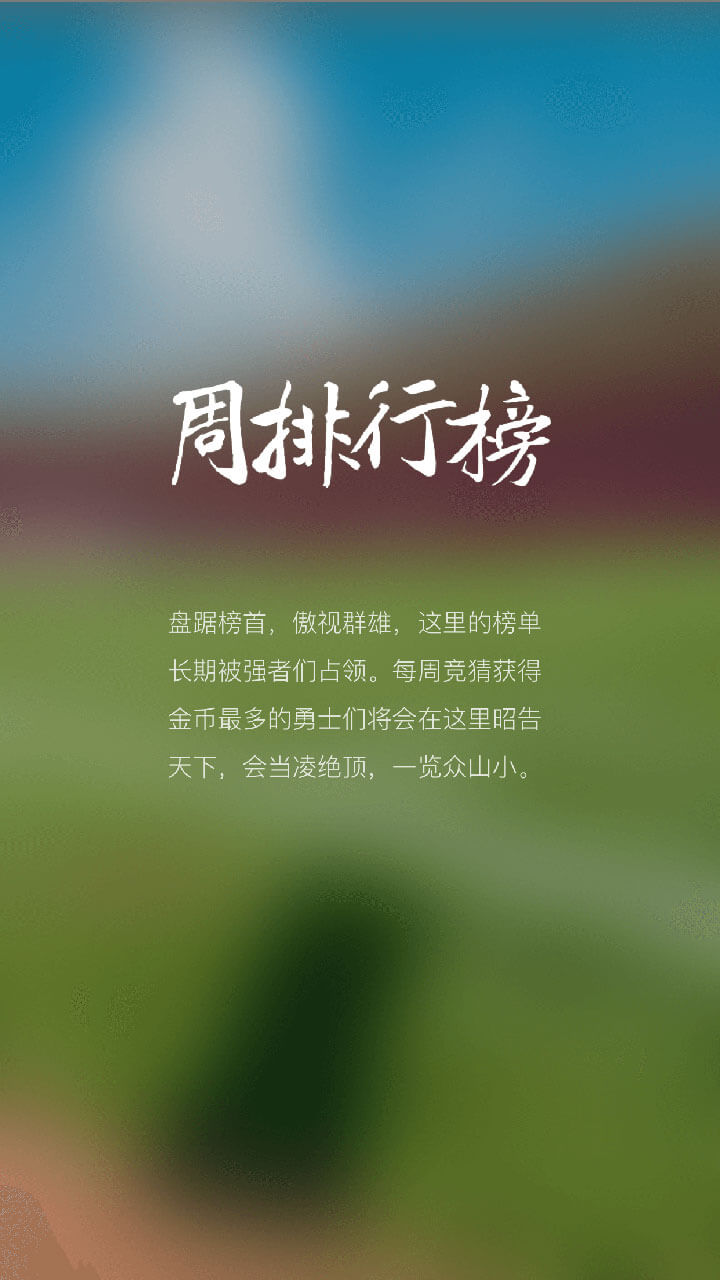 周排行榜
盘踞榜首，傲视群雄，这里的榜单
长期被强者们占领。每周竞猜获得
金币最多的勇士们将会在这里昭告
天下，会当凌绝顶，一览众山小。